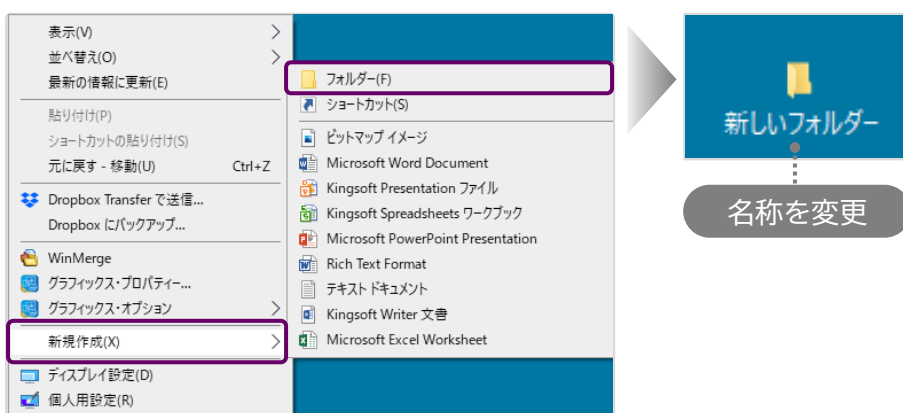 表示(V)
並べ替え(O)
最新の情報に更新(E)
貼り付け(P)
ショートカットの貼り付け(S)
元に戻す - 移動(U) Ctrl+Z
Dropbox Transfer で送信...
Dropbox にバックアップ...
WinMerge
グラフィックス・プロパティー...
グラフィックス・オプション
新規作成(X)
ディスプレイ設定(D)
個人用設定(R)
フォルダー(F)
ショートカット(S)
ビットマップ イメージ
Microsoft Word Document
Kingsoft Presentation ファイル
Kingsoft Spreadsheets ワークブック
Microsoft PowerPoint Presentation
Rich Text Format
テキスト ドキュメント
Kingsoft Writer 文書
Microsoft Excel Worksheet
新しいフォルダー
名称を変更